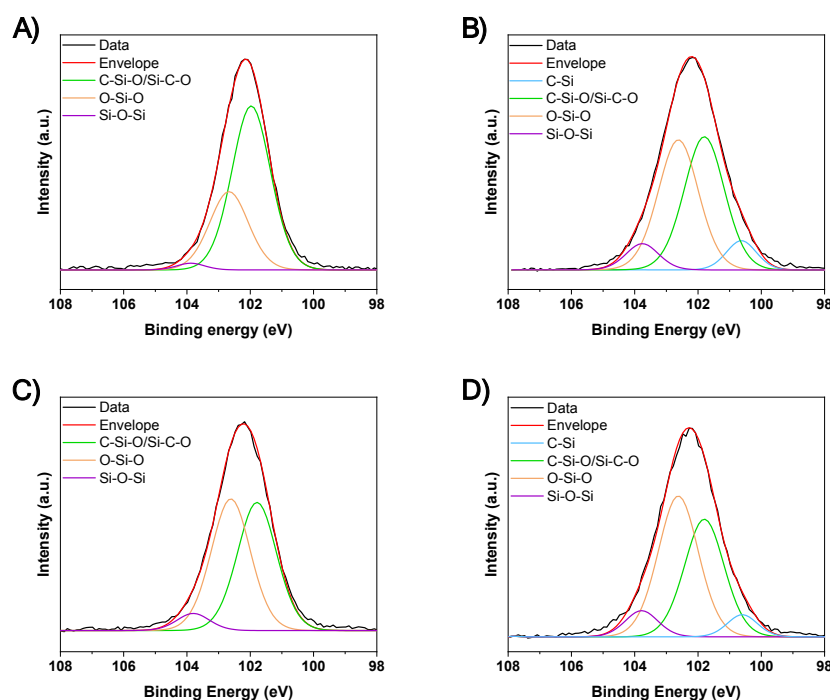 A)
Data
Envelope
C-Si-O/Si-C-O
O-Si-O
Si-O-Si
Intensity (a.u.)
108 106 104 102 100 98
Binding energy (eV)
B)
Data
Envelope
C-Si
C-Si-O/Si-C-O
O-Si-O
Si-O-Si
Intensity (a.u.)
108 106 104 102 100 98
Binding Energy (eV)
C)
Data
Envelope
C-Si-O/Si-C-O
O-Si-O
Si-O-Si
Intensity (a.u.)
108 106 104 102 100 98
Binding Energy (eV)
D)
Data
Envelope
C-Si
C-Si-O/Si-C-O
O-Si-O
Si-O-Si
Intensity (a.u.)
108 106 104 102 100 98
Binding Energy (eV)